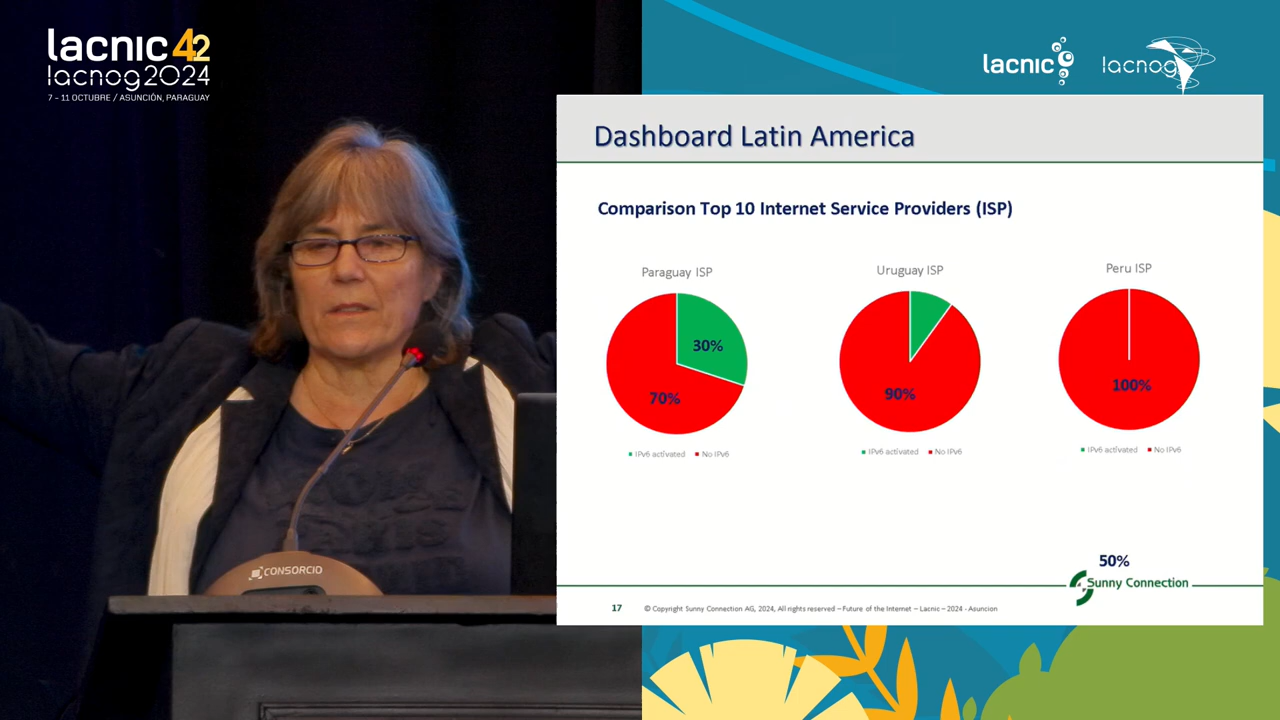 lacnic 42
lacnog2024
7 - 11 OCTUBRE / ASUNCIÓN, PARAGUAY
lacnic
lacnog
Dashboard Latin America
Comparison Top 10 Internet Service Providers (ISP)
Paraguay ISP
30%
70%
IPv6 activated
No IPv6
Uruguay ISP
90%
IPv6 activated
No IPv6
Peru ISP
100%
IPv6 activated
No IPv6
50%
Sunny Connection
17
© Copyright Sunny Connection AG, 2024, All rights reserved – Future of the Internet – Lacnic – 2024 - Asuncion
CONSORCIO